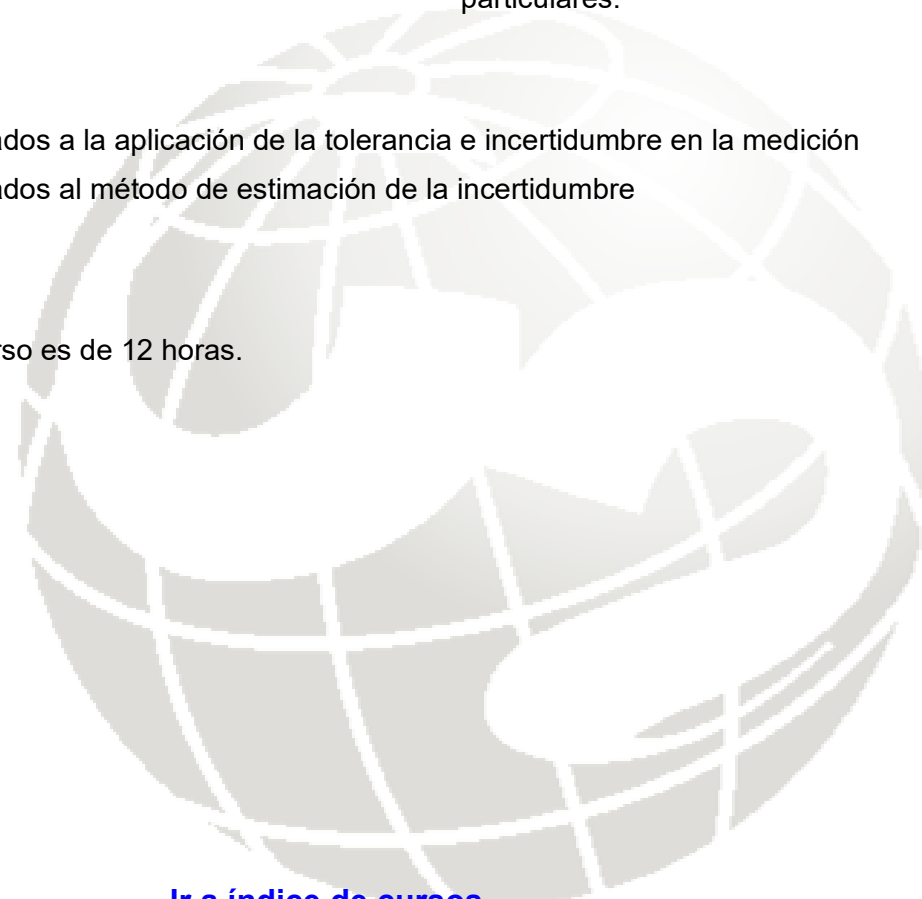 particulares.
ados a la aplicación de la tolerancia e incertidumbre en la medición
ados al método de estimación de la incertidumbre
rso es de 12 horas.
Ir a índice de cursos